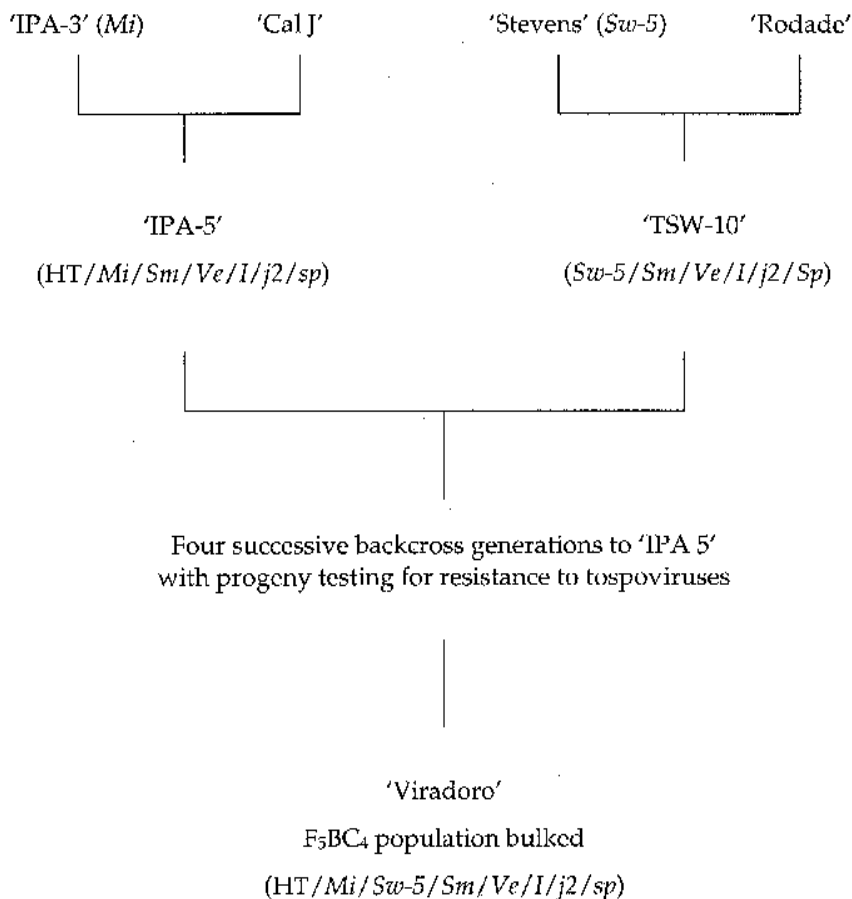 'IPA-3' (Mi) 'Cal J' 'Stevens' (Sw-5) 'Rodade'
'IPA-5' 'TSW-10'
(HT/Mi/Sm/Ve/I/j2/sp) (Sw-5/Sm/Ve/I/j2/Sp)
Four successive backcross generations to 'IPA 5'
with progeny testing for resistance to tospoviruses
'Viradoro'
F₅BC₄ population bulked
(HT/Mi/Sw-5/Sm/Ve/I/j2/sp)